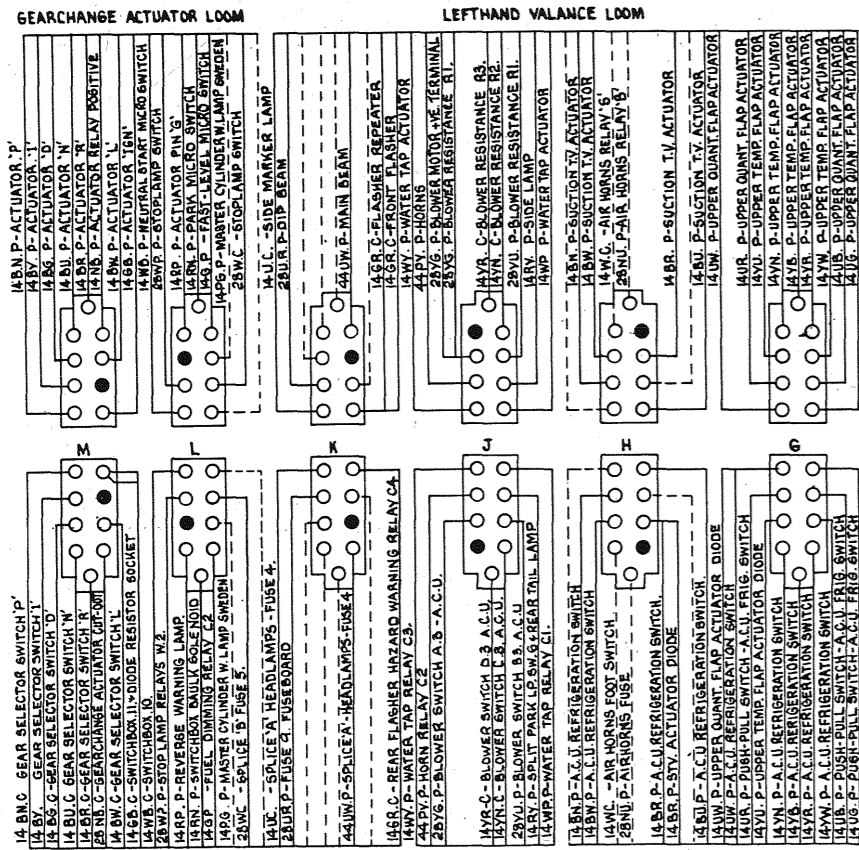 GEARCHANGE ACTUATOR LOOM
LEFTHAND VALANCE LOOM
14 B.N. P-ACTUATOR. 'P'
14 BY. P-ACTUATOR 'I'
14 BG. P-ACTUATOR 'D'
14 BU. P-ACTUATOR 'N'
14 BR. P-ACTUATOR 'R'
14 NB. P-ACTUATOR RELAY POSITIVE
14 BW. P-ACTUATOR 'L'
14 GB. P-ACTUATOR 'IGN'
14 WB. P-NEUTRAL START MICRO SWITCH
28 WP. P-STOPLAMP SWITCH
14 RP. P-ACTUATOR PIN 'G'
14 RN. P-PARK MICRO SWITCH
14 G.P -FAST-LEVEL MICRO SWITCH
14 PG. P-MASTER CYLINDER W. LAMP SWEDEN
28 W.C -STOPLAMP SWITCH
14 U.C. -SIDE MARKER LAMP
28 UR. P-DIP BEAM
44 UW. P-MAIN BEAM
14 GR. C-FLASHER REPEATER
14 GR. C-FRONT FLASHER
14 WY. P-WATER TAP ACTUATOR
44 PY. P-HORNS
28 YG. P-BLOWER MOTOR +VE. TERMINAL
28 YG. P-BLOWER RESISTANCE R1.
14 YR. C-BLOWER RESISTANCE R3.
14 YN. C-BLOWER RESISTANCE R2.
28 YU. P-BLOWER RESISTANCE R1.
14 RY. P-SIDE LAMP
14 WP P-WATER TAP ACTUATOR
14 BN. P-SUCTION T.V. ACTUATOR
14 BW. P-SUCTION T.V. ACTUATOR
14 W.C. -AIR HORNS RELAY 'S'
28 NU. P-AIR HORNS RELAY 'B'
14 BR. P-SUCTION T.V. ACTUATOR
14 BU. P-SUCTION T.V. ACTUATOR
14 UW. P-UPPER QUANT. FLAP ACTUATOR
14 UR. P-UPPER QUANT. FLAP ACTUATOR
14 YU. P-UPPER TEMP. FLAP ACTUATOR
14 YN. P-UPPER TEMP. FLAP ACTUATOR
14 YB. P-UPPER TEMP. FLAP ACTUATOR
14 YR. P-UPPER TEMP. FLAP ACTUATOR
14 YW. P-UPPER TEMP. FLAP ACTUATOR
14 UB. P-UPPER QUANT. FLAP ACTUATOR
14 UG. P-UPPER QUANT. FLAP ACTUATOR
M
L
K
J
H
G
14 BN. C GEAR SELECTOR SWITCH 'P'
14 BY. GEAR SELECTOR SWITCH 'I'
14 BG. C-GEAR SELECTOR SWITCH 'D'
14 BU. C GEAR SELECTOR SWITCH 'N'
14 BR. C-GEAR SELECTOR SWITCH 'R'
28 NB. C-GEARCHANGE ACTUATOR CUT-OUT
14 BW. C-GEAR SELECTOR SWITCH 'L'
14 GB. C-SWITCHBOX 11.-DIODE RESISTOR SOCKET
14 WB. C-SWITCHBOX 10.
28 WP. P-STOP LAMP RELAYS W2.
14 RP. P-REVERSE WARNING LAMP
14 RN. P-SWITCHBOX BAULK SOLENOID
14 GP. -FUEL DIMMING RELAY C2
14 P.G. P-MASTER CYLINDER W. LAMP SWEDEN
28 WC SPLICE 'B' FUSE 5.
14 UC. -SPLICE 'A' HEADLAMPS - FUSE 4.
28 UR. P-FUSE 9. FUSEBOARD
44 UW. P-SPLICE 'A'-HEADLAMPS-FUSE 4
14 GR. C-REAR FLASHER HAZARD WARNING RELAY C4
14 WY. P-WATER TAP RELAY C3.
44 PY. P-HORN RELAY C2
28 YG. P-BLOWER SWITCH A.B - A.C.U.
14 YR-C-BLOWER SWITCH D.3 A.C.U.
14 YN. C-BLOWER SWITCH C.3. A.C.U.
28 YU P-BLOWER SWITCH B3. A.C.U
14 RY. P-SPLIT PARK LP. SW. G & REAR TAIL LAMP
14 WP. P-WATER TAP RELAY C1.
14 BN. P-A.C.U. REFRIGERATION SWITCH
14 BW. P-A.C.U. REFRIGERATION SWITCH
14 WC. -AIR HORNS FOOT SWITCH
28 NU. P-AIRHORNS FUSE
14 BR. P-A.C.U. REFRIGERATION SWITCH.
14 BR P-STV. ACTUATOR DIODE
14 BU. P-A.C.U. REFRIGERATION SWITCH.
14 UW. P-UPPER QUANT. FLAP ACTUATOR DIODE
14 UW. P-A.C.U. REFRIGERATION SWITCH
14 UR. P-PUSH-PULL SWITCH-A.C.U. FRIG. SWITCH
14 YU. P-UPPER TEMP. FLAP ACTUATOR DIODE
14 YN. P-A.C.U. REFRIGERATION SWITCH
14 YB. P-A.C.U. REFRIGERATION SWITCH
14 YR. P-A.C.U. REFRIGERATION SWITCH
14 YW. P-A.C.U. REFRIGERATION SWITCH
14 UB. P-PUSH-PULL SWITCH-A.C.U. FRIG. SWITCH
14 UG. P-PUSH-PULL SWITCH-A.C.U. FRIG. SWITCH